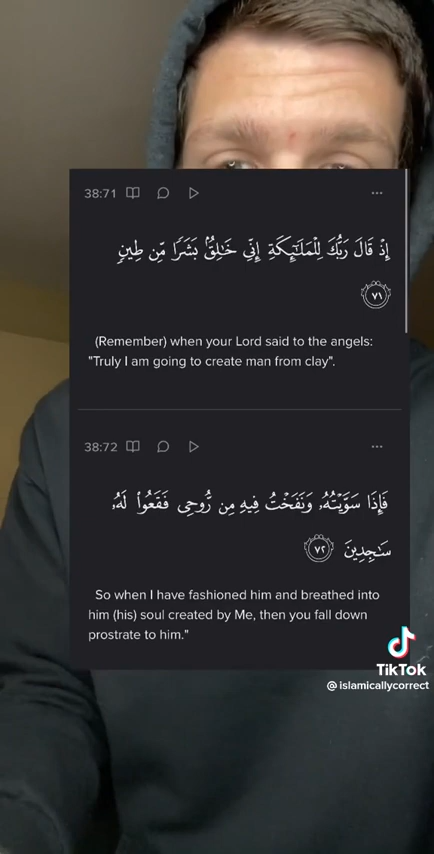 38:71
إِذْ قَالَ رَبُّكَ لِلْمَلَـٰٓئِكَةِ إِنِّى خَـٰلِقٌۢ بَشَرًا مِّن طِينٍ
٧١
(Remember) when your Lord said to the angels:
"Truly I am going to create man from clay".
38:72
فَإِذَا سَوَّيْتُهُۥ وَنَفَخْتُ فِيهِ مِن رُّوحِى فَقَعُوا۟ لَهُۥ
سَـٰجِدِينَ ٧٢
So when I have fashioned him and breathed into
him (his) soul created by Me, then you fall down
prostrate to him."
TikTok
@islamicallycorrect